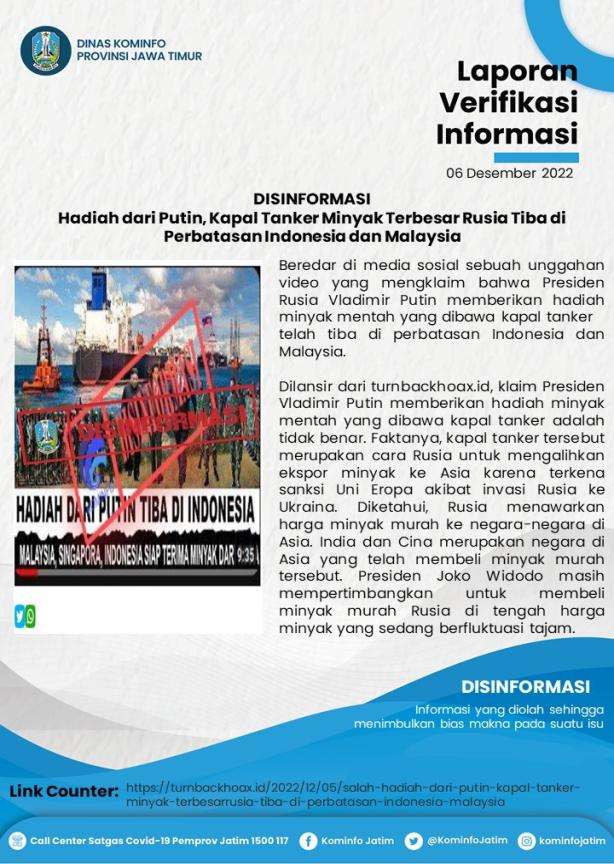 DINAS KOMINFO
PROVINSI JAWA TIMUR
Laporan
Verifikasi
Informasi
06 Desember 2022
DISINFORMASI
Hadiah dari Putin, Kapal Tanker Minyak Terbesar Rusia Tiba di
Perbatasan Indonesia dan Malaysia
Beredar di media sosial sebuah unggahan
video yang mengklaim bahwa Presiden
Rusia Vladimir Putin memberikan hadiah
minyak mentah yang dibawa kapal tanker
telah tiba di perbatasan Indonesia dan
Malaysia.
Dilansir dari turnbackhoax.id, klaim Presiden
Vladimir Putin memberikan hadiah minyak
mentah yang dibawa kapal tanker adalah
tidak benar. Faktanya, kapal tanker tersebut
merupakan cara Rusia untuk mengalihkan
ekspor minyak ke Asia karena terkena
sanksi Uni Eropa akibat invasi Rusia ke
Ukraina. Diketahui, Rusia menawarkan
harga minyak murah ke negara-negara di
Asia. India dan Cina merupakan negara di
Asia yang telah membeli minyak murah
tersebut. Presiden Joko Widodo masih
mempertimbangkan untuk membeli
minyak murah Rusia di tengah harga
minyak yang sedang berfluktuasi tajam.
DISINFORMASI
HADIAH DARI PUTIN TIBA DI INDONESIA
MALAYSIA, SINGAPORA, INDONESIA SIAP TERIMA MINYAK DAR 9:35
DISINFORMASI
Informasi yang diolah sehingga
menimbulkan bias makna pada suatu isu
Link Counter: https://turnbackhoax.id/2022/12/05/salah-hadiah-dari-putin-kapal-tanker-
minyak-terbesarrusia-tiba-di-perbatasan-indonesia-malaysia
Call Center Satgas Covid-19 Pemprov Jatim 1500 117 Kominfo Jatim @KominfoJatim kominfojatim